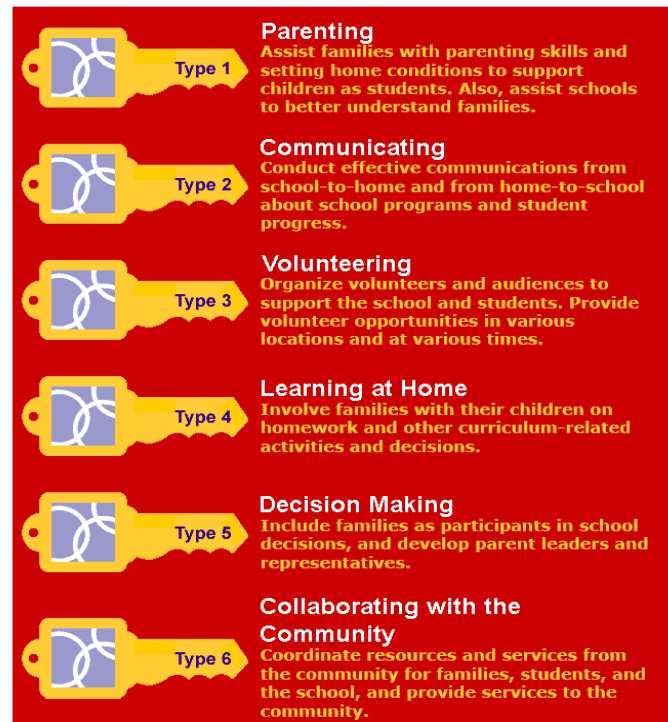 Parenting
Type 1
Assist families with parenting skills and
setting home conditions to support
children as students. Also, assist schools
to better understand families.
Communicating
Type 2
Conduct effective communications from
school-to-home and from home-to-school
about school programs and student
progress.
Volunteering
Type 3
Organize volunteers and audiences to
support the school and students. Provide
volunteer opportunities in various
locations and at various times.
Learning at Home
Type 4
Involve families with their children on
homework and other curriculum-related
activities and decisions.
Decision Making
Type 5
Include families as participants in school
decisions, and develop parent leaders and
representatives.
Collaborating with the
Community
Type 6
Coordinate resources and services from
the community for families, students, and
the school, and provide services to the
community.